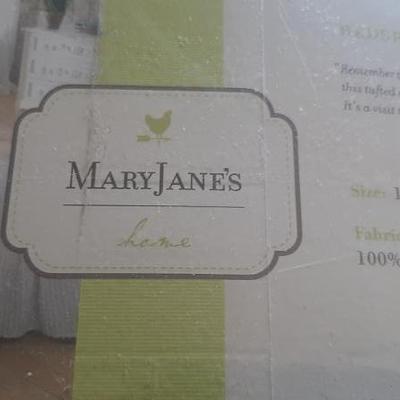 MARYJANE'S
home
"Remember
this tufted
It's a visit
Size:
Fabric
100%